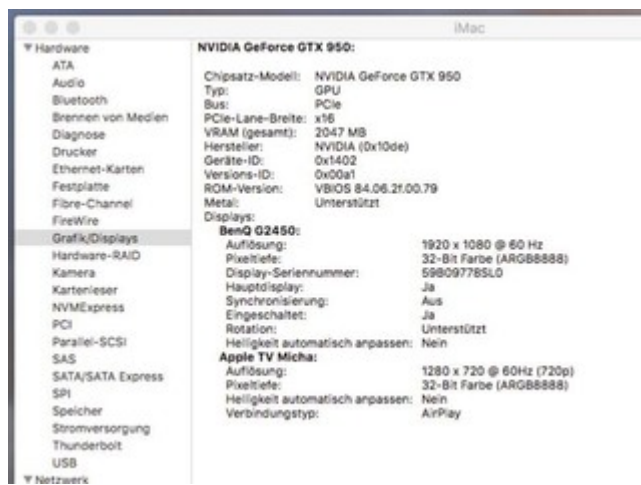 iMac
Hardware
ATA
Audio
Bluetooth
Brennen von Medien
Diagnose
Drucker
Ethernet-Karten
Festplatte
Fibre-Channel
FireWire
Grafik/Displays
Hardware-RAID
Kamera
Kartenleser
NVMExpress
PCI
Parallel-SCSI
SAS
SATA/SATA Express
SPI
Speicher
Stromversorgung
Thunderbolt
USB
Netzwerk
NVIDIA GeForce GTX 950:
Chipsatz-Modell: NVIDIA GeForce GTX 950
Typ: GPU
Bus: PCIe
PCIe-Lane-Breite: x16
VRAM (gesamt): 2047 MB
Hersteller: NVIDIA (0x10de)
Geräte-ID: 0x1402
Versions-ID: 0x00a1
ROM-Version: VBIOS 84.06.2f.00.79
Metal: Unterstützt
Displays:
BenQ G2450:
Auflösung: 1920 x 1080 @ 60 Hz
Pixeltiefe: 32-Bit Farbe (ARGB8888)
Display-Seriennummer: 59B09778SL0
Hauptdisplay: Ja
Synchronisierung: Aus
Eingeschaltet: Ja
Rotation: Unterstützt
Helligkeit automatisch anpassen: Nein
Apple TV Micha:
Auflösung: 1280 x 720 @ 60Hz (720p)
Pixeltiefe: 32-Bit Farbe (ARGB8888)
Helligkeit automatisch anpassen: Nein
Verbindungstyp: AirPlay